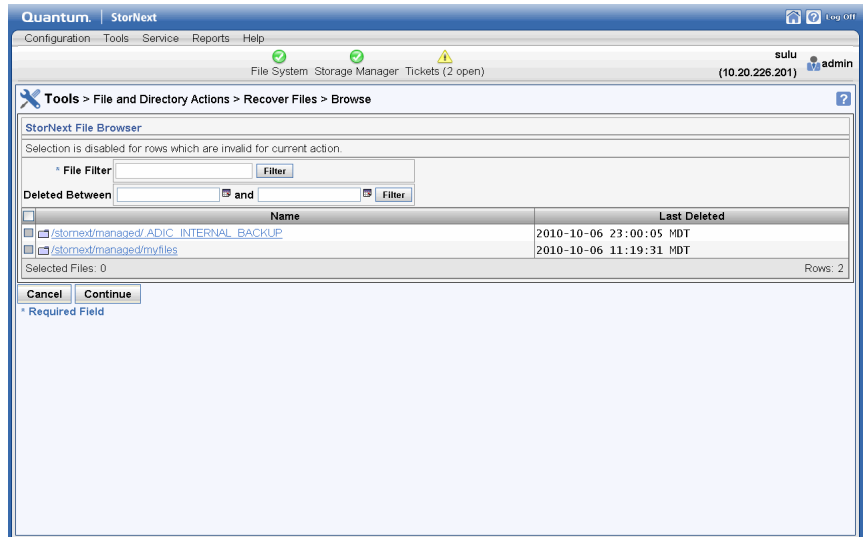 Quantum. | StorNext
Log Off
Configuration Tools Service Reports Help
File System Storage Manager Tickets (2 open)
sulu
(10.20.226.201)
admin
Tools > File and Directory Actions > Recover Files > Browse
?
StorNext File Browser
Selection is disabled for rows which are invalid for current action.
* File Filter Filter
Deleted Between and Filter
Name Last Deleted
/stornext/managed/.ADIC_INTERNAL_BACKUP 2010-10-06 23:00:05 MDT
/stornext/managed/myfiles 2010-10-06 11:19:31 MDT
Selected Files: 0 Rows: 2
Cancel Continue
* Required Field